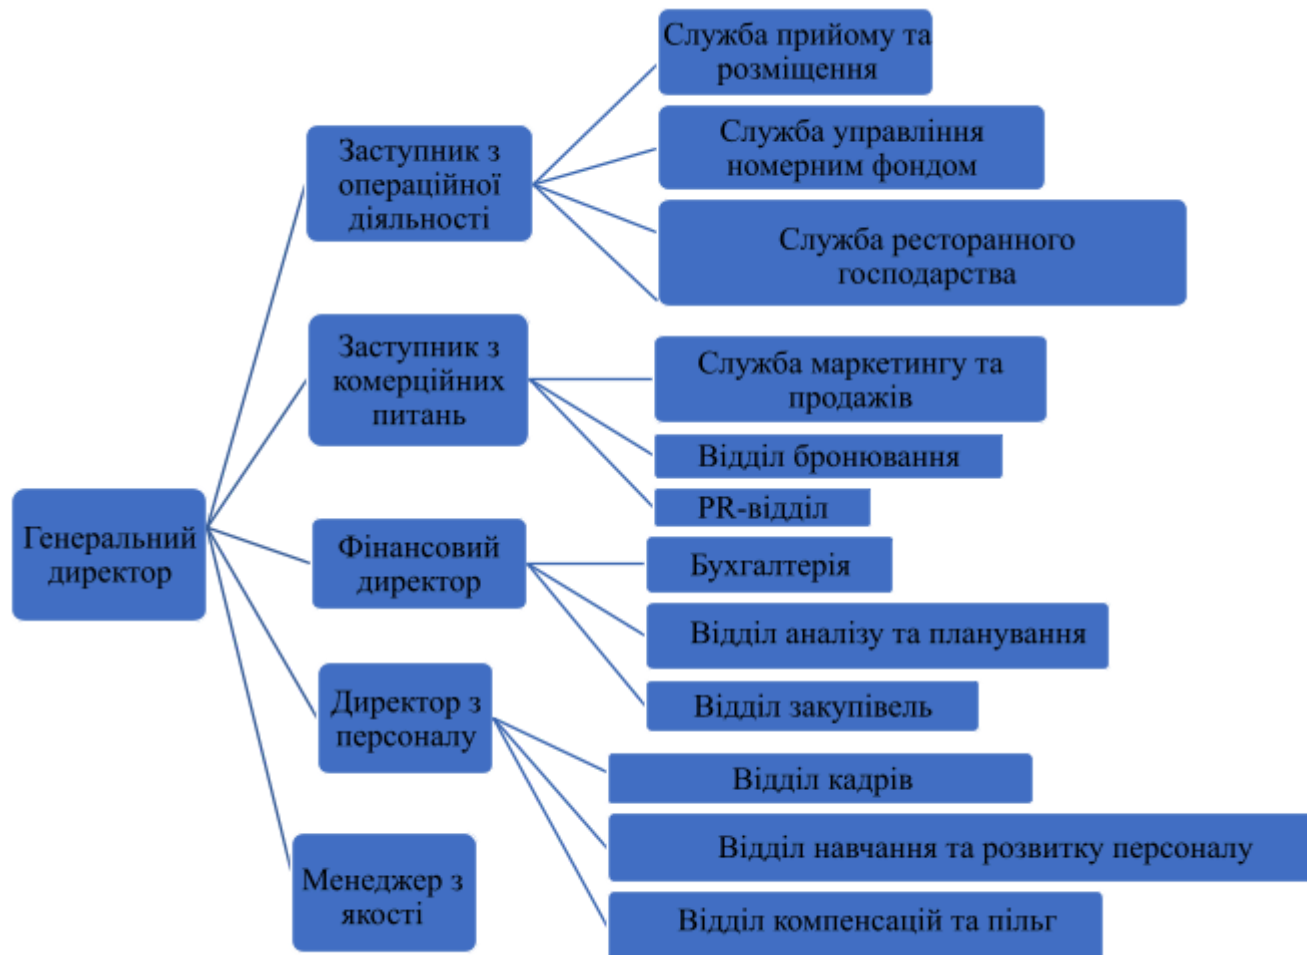 Генеральний
директор
Заступник з
операційної
діяльності
Служба прийому та
розміщення
Служба управління
номерним фондом
Служба ресторанного
господарства
Заступник з
комерційних
питань
Служба маркетингу та
продажів
Відділ бронювання
PR-відділ
Фінансовий
директор
Бухгалтерія
Відділ аналізу та планування
Відділ закупівель
Директор з
персоналу
Відділ кадрів
Відділ навчання та розвитку персоналу
Відділ компенсацій та пільг
Менеджер з
якості